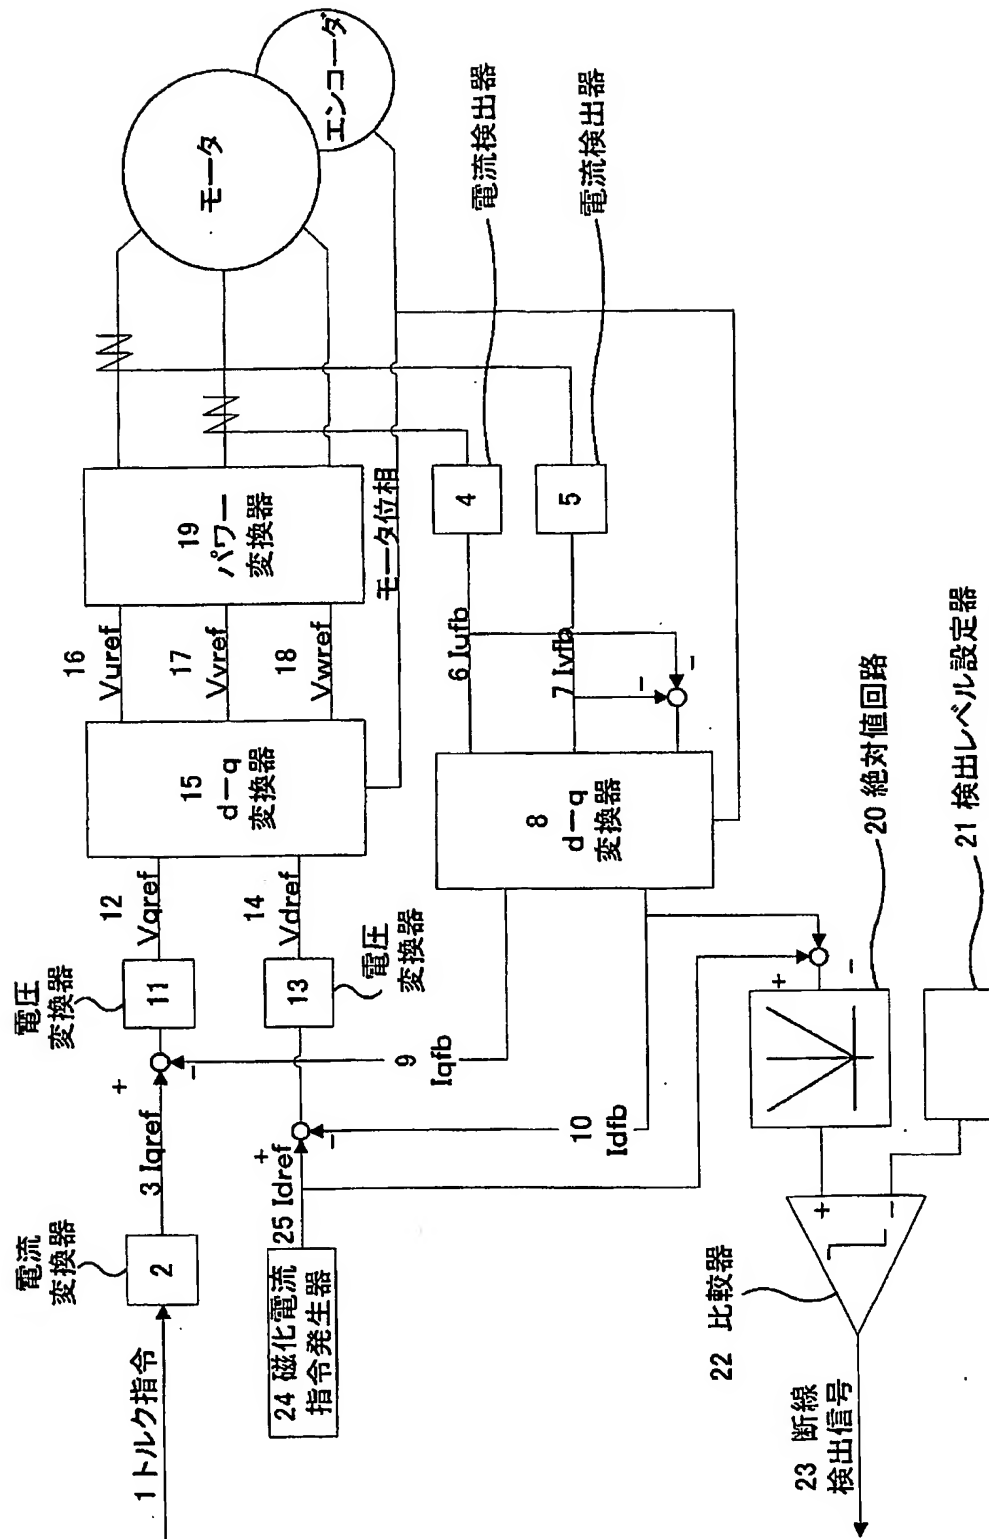 1トルク指令
電流
変換器
2
3 Iqref
+
-
電圧
変換器
11
12
Vqref
24 磁化電流
指令発生器
25 Idref
+
-
13
電圧
変換器
14
Vdref
15
d-q
変換器
16
Vuref
17
Vvref
18
Vwref
19
パワー
変換器
モータ
エンコーダ
モータ位相
9
Iqfb
10
Idfb
8
d-q
変換器
6 Iufb
7 Ivfb
-
-
4
5
電流検出器
電流検出器
+
-
20 絶対値回路
21 検出レベル設定器
+
-
22 比較器
23 断線
検出信号